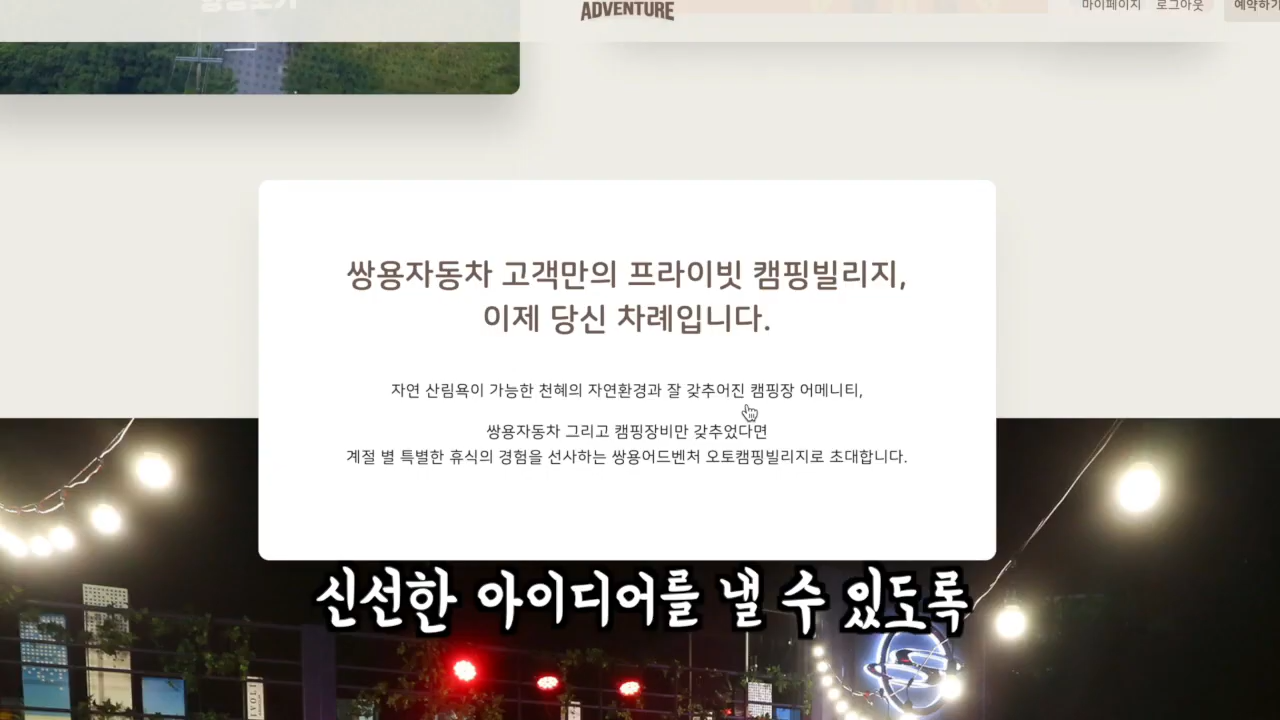 ADVENTURE
마이페이지 로그아웃 예약하기
쌍용자동차 고객만의 프라이빗 캠핑빌리지,
이제 당신 차례입니다.
자연 산림욕이 가능한 천혜의 자연환경과 잘 갖추어진 캠핑장 어메니티,
쌍용자동차 그리고 캠핑장비만 갖추었다면
계절 별 특별한 휴식의 경험을 선사하는 쌍용어드벤처 오토캠핑빌리지로 초대합니다.
신선한 아이디어를 낼 수 있도록